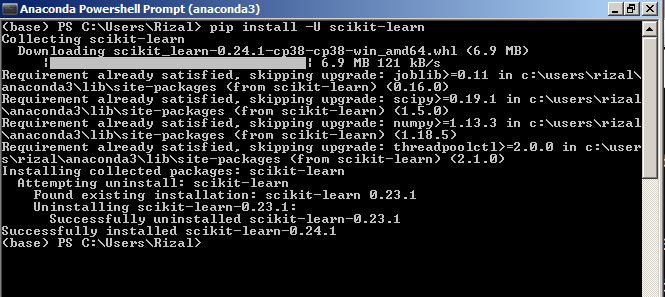 Anaconda Powershell Prompt (anaconda3)
(base) PS C:\Users\Rizal> pip install -U scikit-learn
Collecting scikit-learn
  Downloading scikit_learn-0.24.1-cp38-cp38-win_amd64.whl (6.9 MB)
     |████████████████████████████████| 6.9 MB 121 kB/s
Requirement already satisfied, skipping upgrade: joblib>=0.11 in c:\users\rizal\
anaconda3\lib\site-packages (from scikit-learn) (0.16.0)
Requirement already satisfied, skipping upgrade: scipy>=0.19.1 in c:\users\rizal
\anaconda3\lib\site-packages (from scikit-learn) (1.5.0)
Requirement already satisfied, skipping upgrade: numpy>=1.13.3 in c:\users\rizal
\anaconda3\lib\site-packages (from scikit-learn) (1.18.5)
Requirement already satisfied, skipping upgrade: threadpoolctl>=2.0.0 in c:\user
s\rizal\anaconda3\lib\site-packages (from scikit-learn) (2.1.0)
Installing collected packages: scikit-learn
  Attempting uninstall: scikit-learn
    Found existing installation: scikit-learn 0.23.1
    Uninstalling scikit-learn-0.23.1:
      Successfully uninstalled scikit-learn-0.23.1
Successfully installed scikit-learn-0.24.1
(base) PS C:\Users\Rizal>